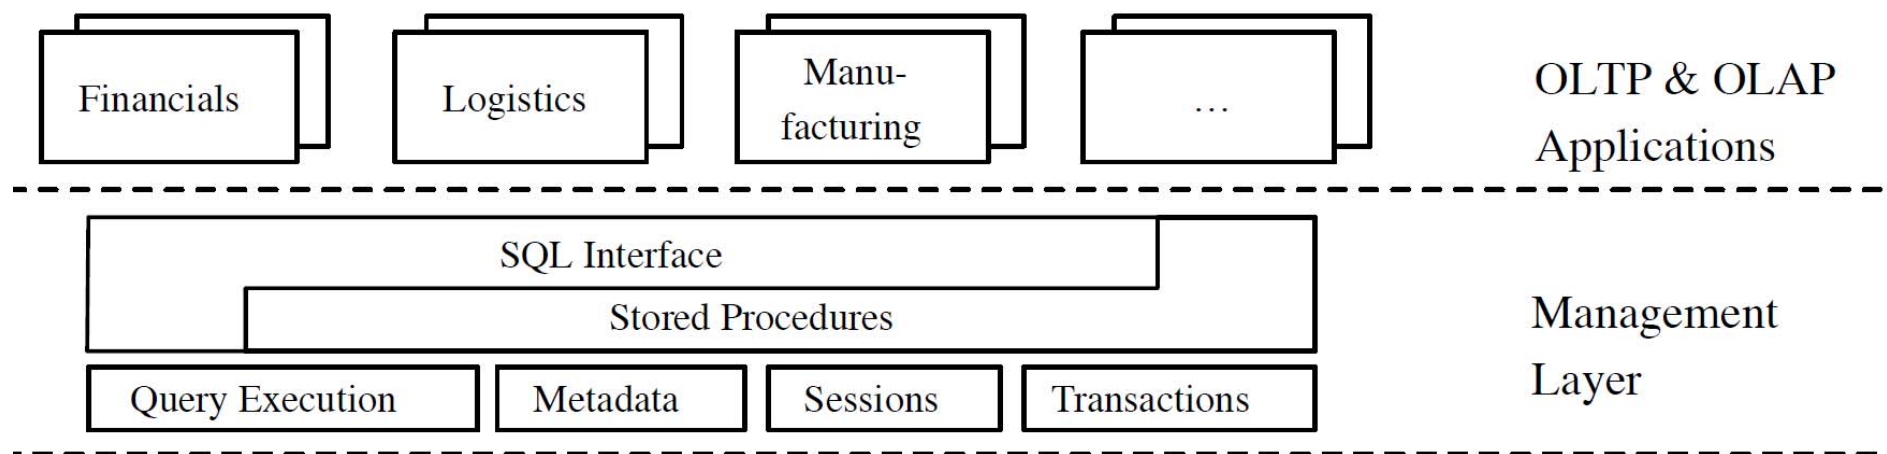 Financials
Logistics
Manu-
facturing
...
OLTP & OLAP
Applications
SQL Interface
Stored Procedures
Management
Layer
Query Execution
Metadata
Sessions
Transactions